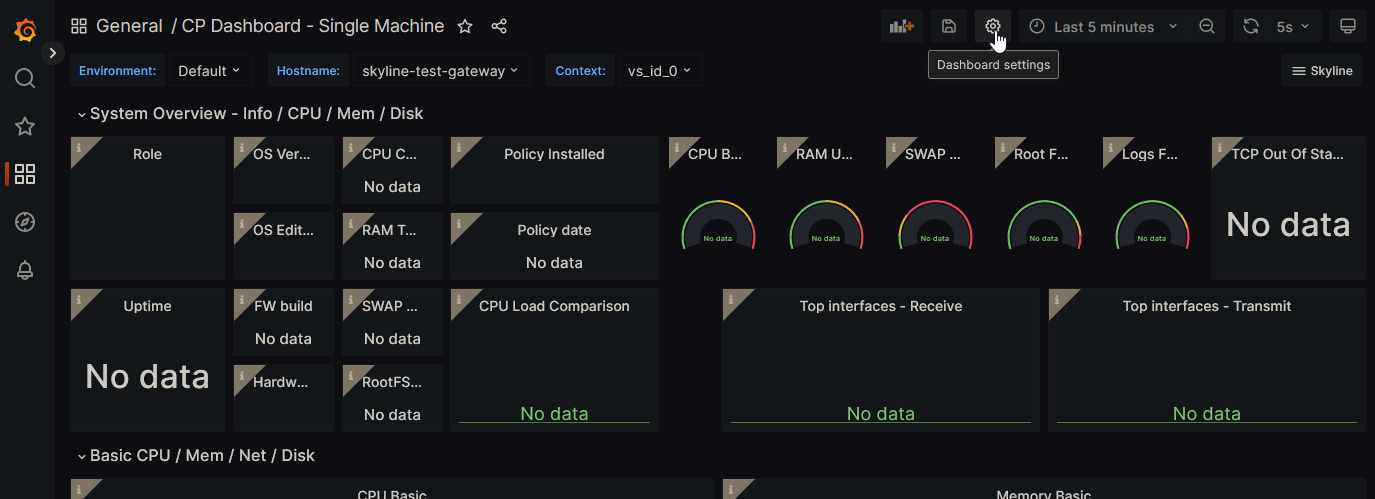 General / CP Dashboard - Single Machine
Last 5 minutes
5s
Dashboard settings
Environment: Default
Hostname: skyline-test-gateway
Context: vs_id_0
Skyline
System Overview - Info / CPU / Mem / Disk
Role
OS Ver...
CPU C...
No data
Policy Installed
CPU B...
No data
RAM U...
No data
SWAP ...
No data
Root F...
No data
Logs F...
No data
TCP Out Of Sta...
No data
OS Edit...
RAM T...
No data
Policy date
No data
Uptime
No data
FW build
No data
SWAP ...
No data
CPU Load Comparison
No data
Top interfaces - Receive
No data
Top interfaces - Transmit
No data
Hardw...
RootFS...
No data
Basic CPU / Mem / Net / Disk
CPU Basic
Memory Basic